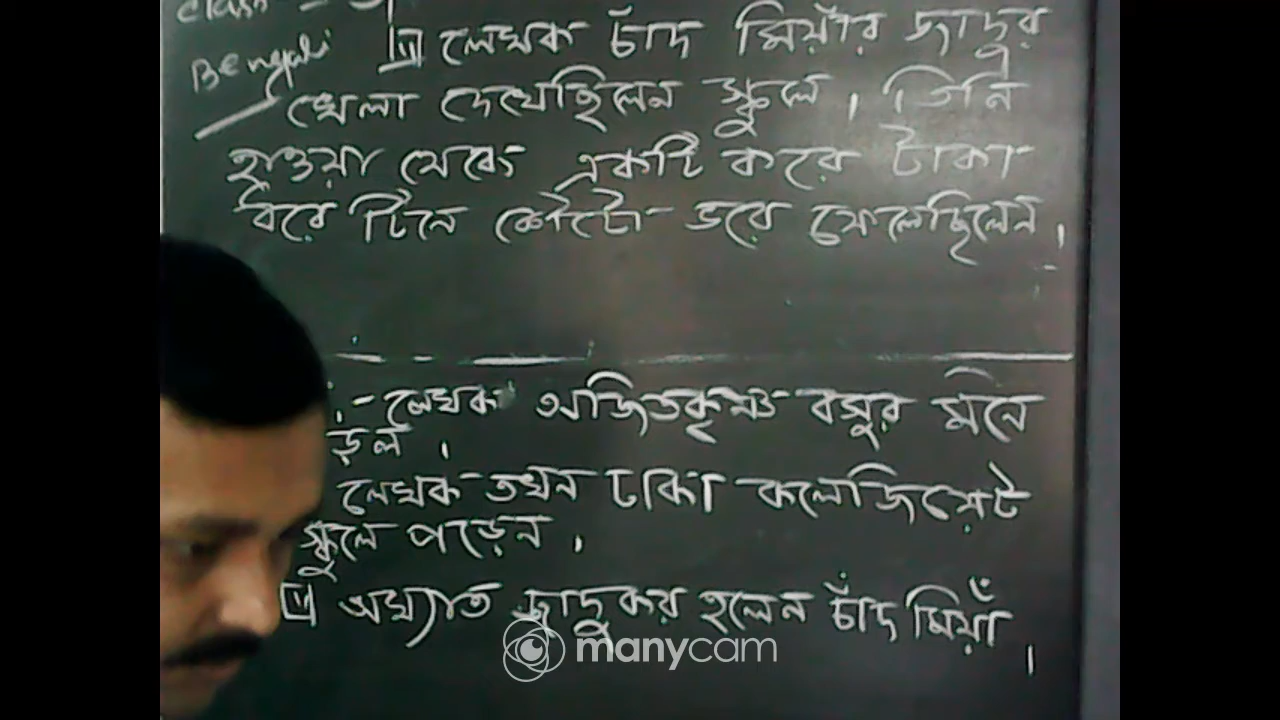 Class -
Bengali
লেখক চাঁদ মিয়াঁর জাদুর
খেলা দেখেছিলেন স্কুলে। তিনি
হাওয়া থেকে একটি করে টাকা
ধরে টিনে কৌটো ভরে ফেলেছিলেন।
:- লেখক অজিতকৃষ্ণ বসুর মনে
ড়ল।
লেখক তখন ঢাকা কলেজিয়েট
স্কুলে পড়েন।
অখ্যাত জাদুকর হলেন চাঁদ মিয়াঁ।
manycam